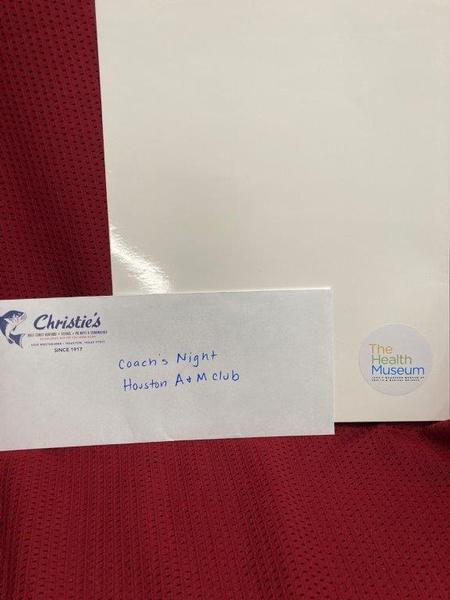 Christie's
SINCE 1917
Coach's Night
Houston A & M Club
The
Health
Museum